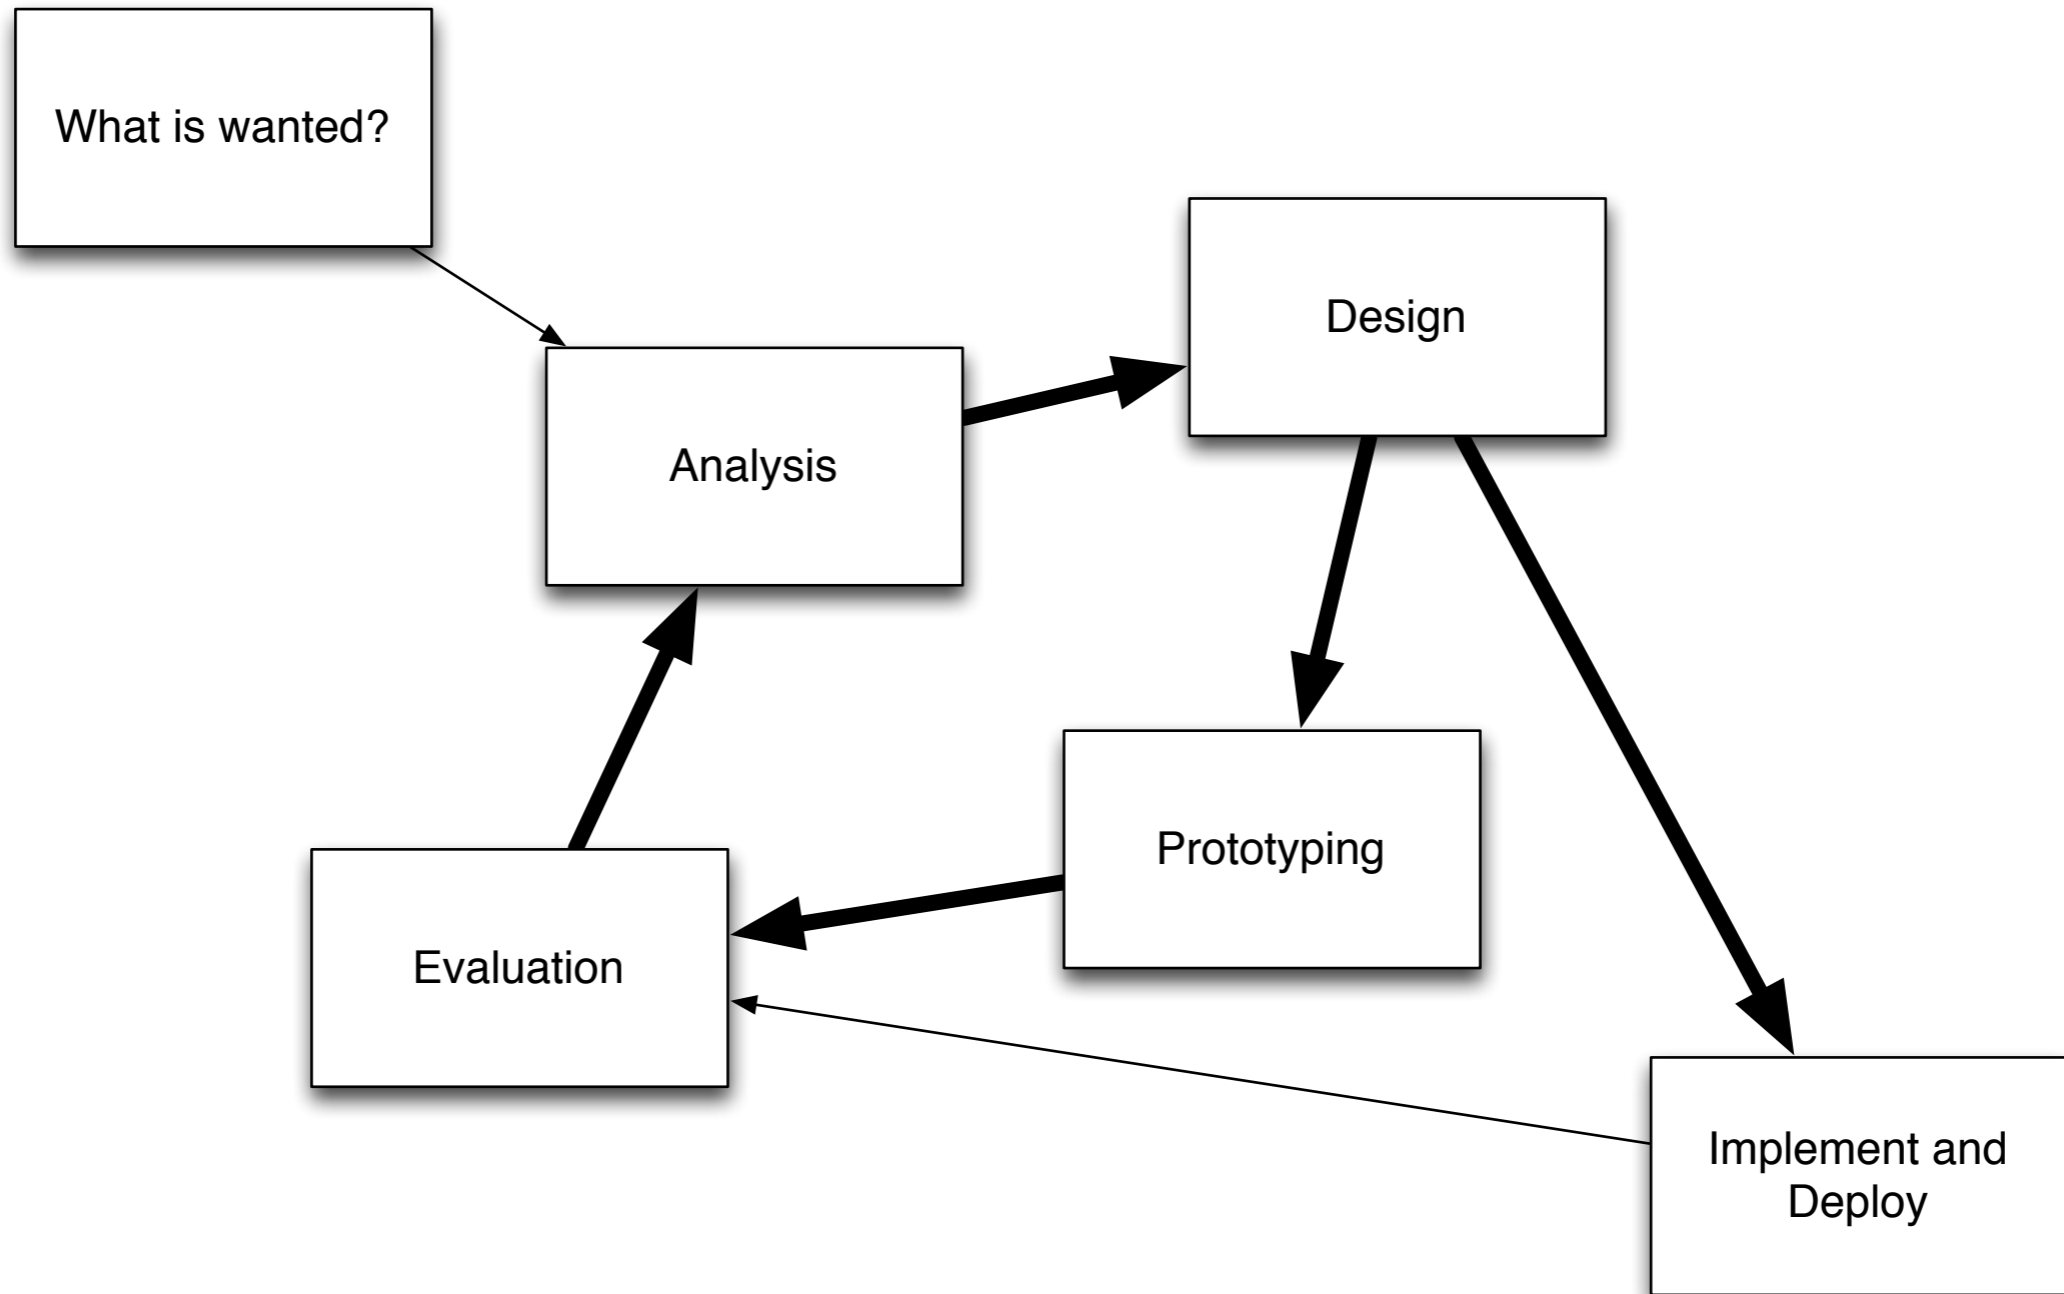 What is wanted?
Design
Analysis
Prototyping
Evaluation
Implement and
Deploy